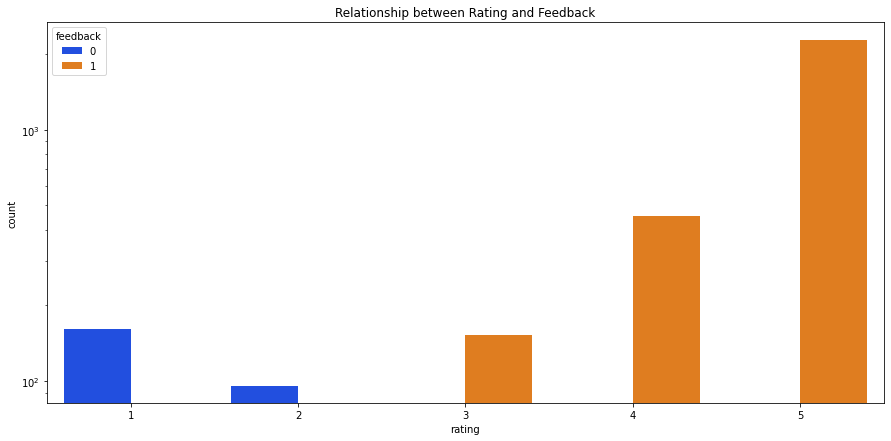 Relationship between Rating and Feedback
feedback
0
1
10³
10²
count
1 2 3 4 5
rating